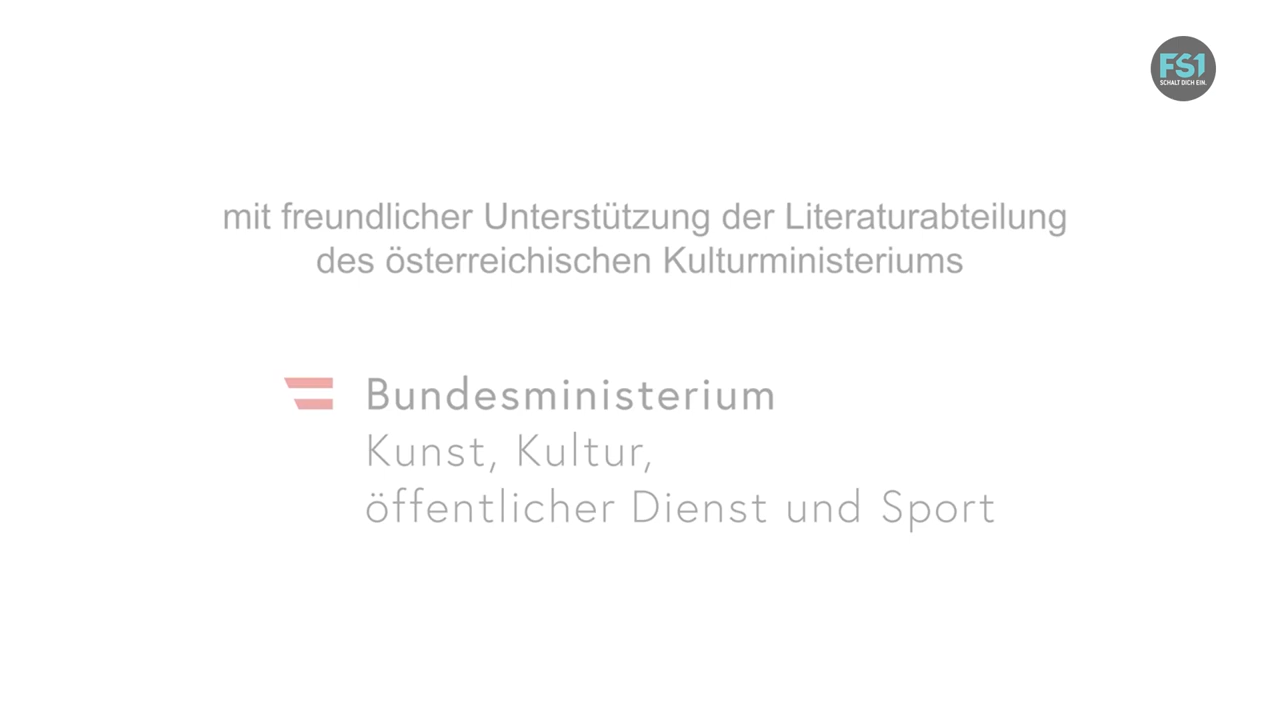 FS1
SCHALT DICH EIN.
mit freundlicher Unterstützung der Literaturabteilung
des österreichischen Kulturministeriums
Bundesministerium
Kunst, Kultur,
öffentlicher Dienst und Sport